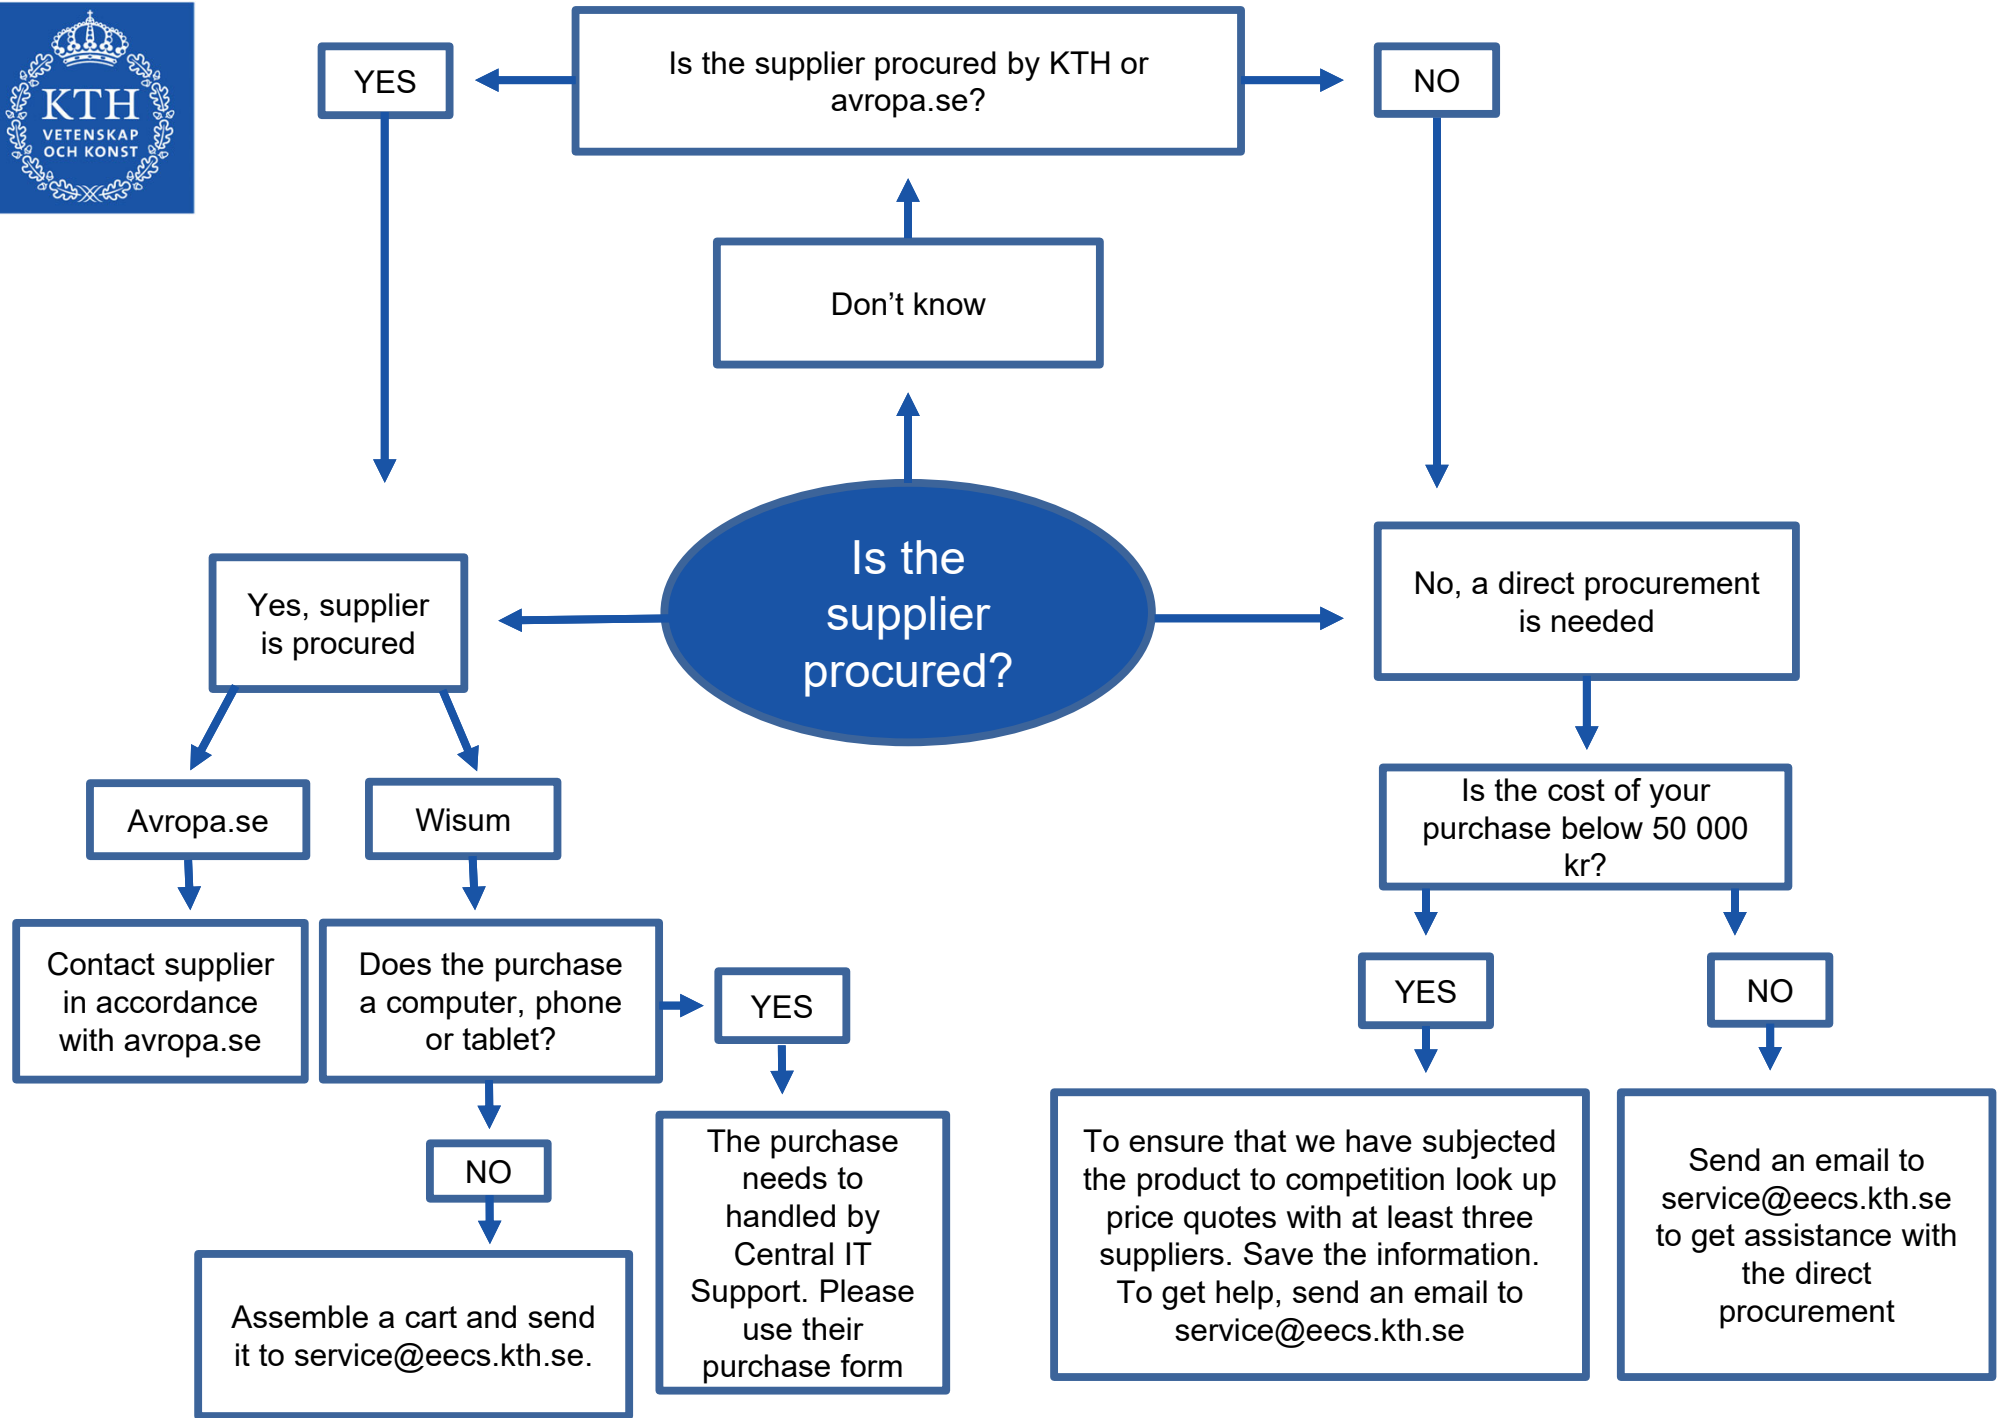 KTH
VETENSKAP
OCH KONST
YES
Is the supplier procured by KTH or
avropa.se?
NO
Don’t know
Is the
supplier
procured?
Yes, supplier
is procured
No, a direct procurement
is needed
Avropa.se
Wisum
Is the cost of your
purchase below 50 000
kr?
Contact supplier
in accordance
with avropa.se
Does the purchase
a computer, phone
or tablet?
YES
YES
NO
NO
The purchase
needs to
handled by
Central IT
Support. Please
use their
purchase form
To ensure that we have subjected
the product to competition look up
price quotes with at least three
suppliers. Save the information.
To get help, send an email to
service@eecs.kth.se
Send an email to
service@eecs.kth.se
to get assistance with
the direct
procurement
Assemble a cart and send
it to service@eecs.kth.se.